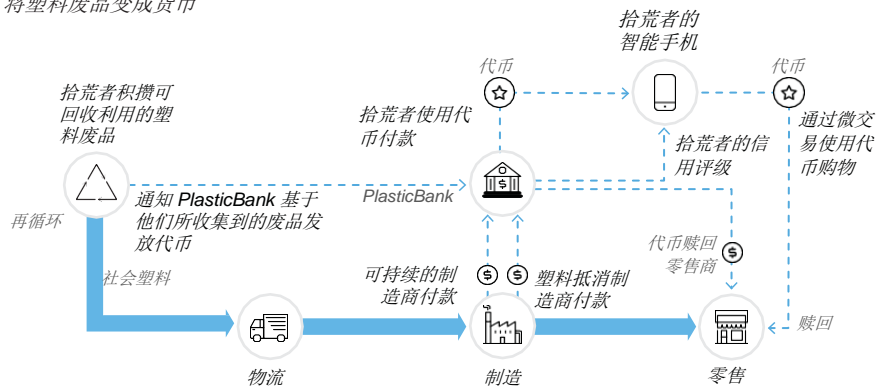 将塑料废品变成货币
拾荒者的
智能手机
代币
代币
拾荒者积攒可
回收利用的塑
料废品
拾荒者使用代
币付款
通过微交
易使用代
币购物
拾荒者的信
用评级
通知 PlasticBank 基于
他们所收集到的废品发
放代币
PlasticBank
再循环
代币赎回
零售商
社会塑料
可持续的制
造商付款
塑料抵消制
造商付款
赎回
物流
制造
零售